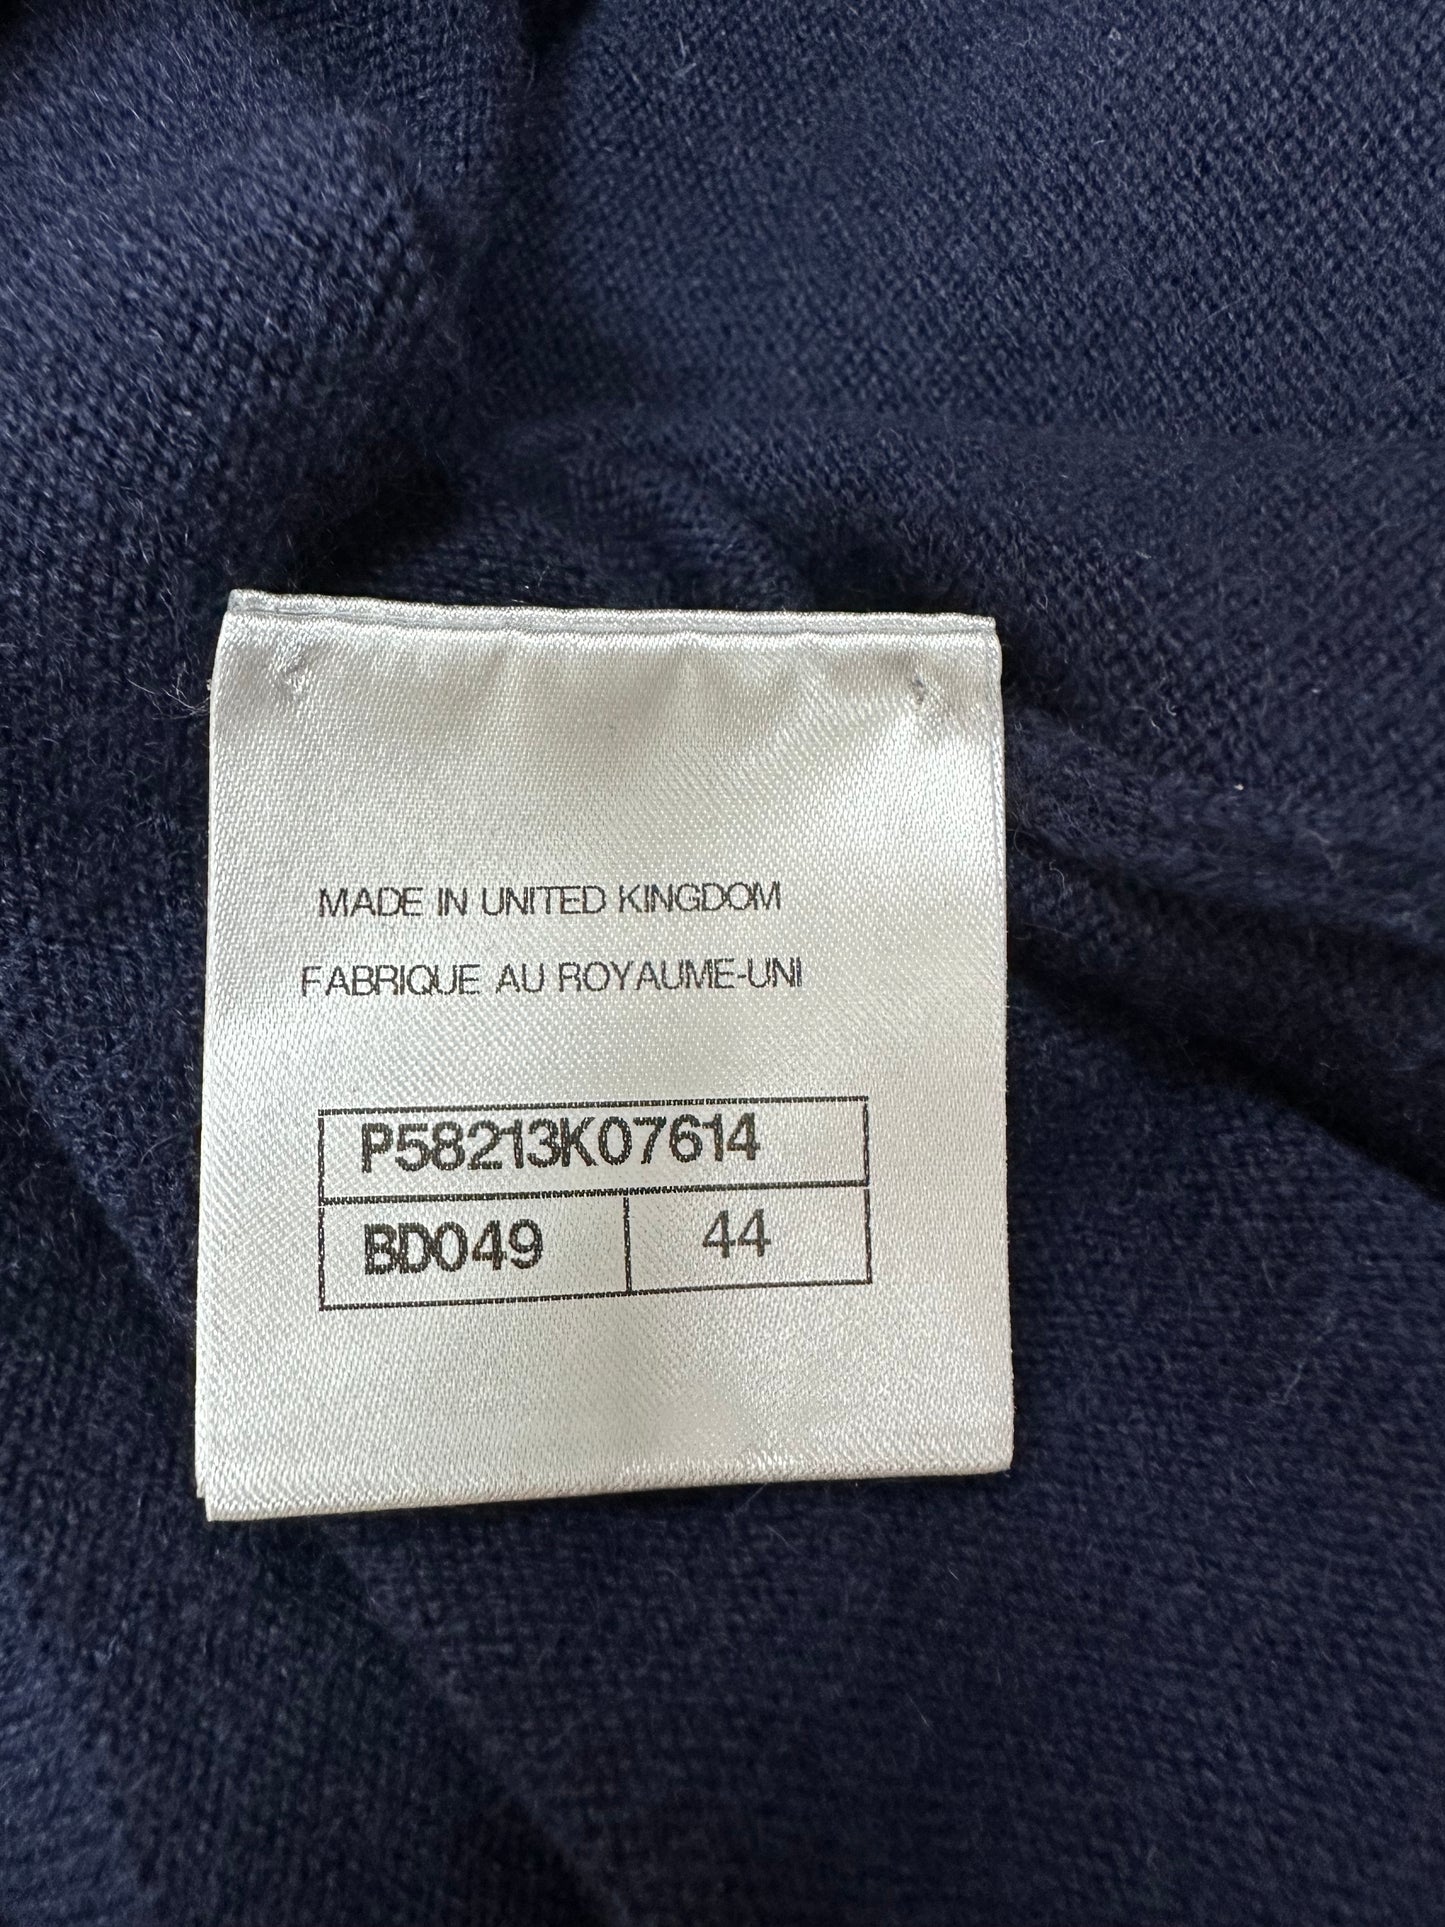 MADE IN UNITED KINGDOM
FABRIQUE AU ROYAUME-UNI
P58213K07614
BD049 44